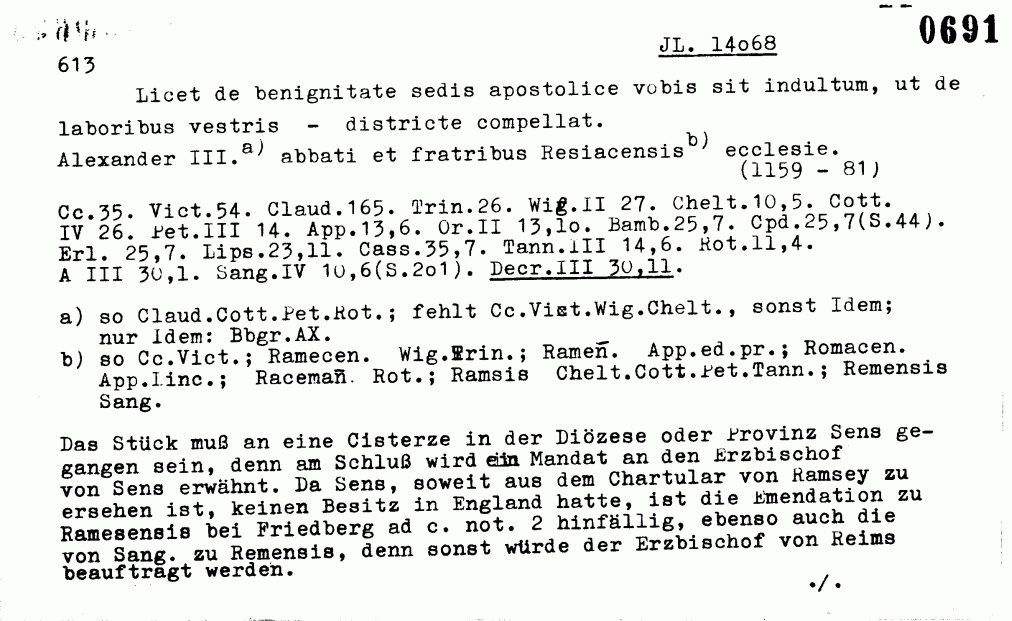 0691
JL. 14o68
613
Licet de benignitate sedis apostolice vobis sit indultum, ut de
laboribus vestris - districte compellat.
Alexander III.a) abbati et fratribus Resiacensis b) ecclesie.
(1159 - 81)
Cc.35. Vict.54. Claud.165. Trin.26. Wig.II 27. Chelt.10,5. Cott.
IV 26. Pet.III 14. App.13,6. Or.II 13,1o. Bamb.25,7. Cpd.25,7(S.44).
Erl. 25,7. Lips.23,11. Cass.35,7. Tann.III 14,6. Rot.11,4.
A III 30,1. Sang.IV 10,6(S.2o1). Decr.III 30,11.
a) so Claud.Cott.Pet.Rot.; fehlt Cc.Vict.Wig.Chelt., sonst Idem;
nur Idem: Bbgr.AX.
b) so Cc.Vict.; Ramecen. Wig.Trin.; Ramen̄. App.ed.pr.; Romacen.
App.Linc.; Raceman̄. Rot.; Ramsis Chelt.Cott.Pet.Tann.; Remensis
Sang.
Das Stück muß an eine Cisterze in der Diözese oder Provinz Sens ge-
gangen sein, denn am Schluß wird ein Mandat an den Erzbischof
von Sens erwähnt. Da Sens, soweit aus dem Chartular von Ramsey zu
ersehen ist, keinen Besitz in England hatte, ist die Emendation zu
Ramesensis bei Friedberg ad c. not. 2 hinfällig, ebenso auch die
von Sang. zu Remensis, denn sonst würde der Erzbischof von Reims
beauftragt werden.
./.